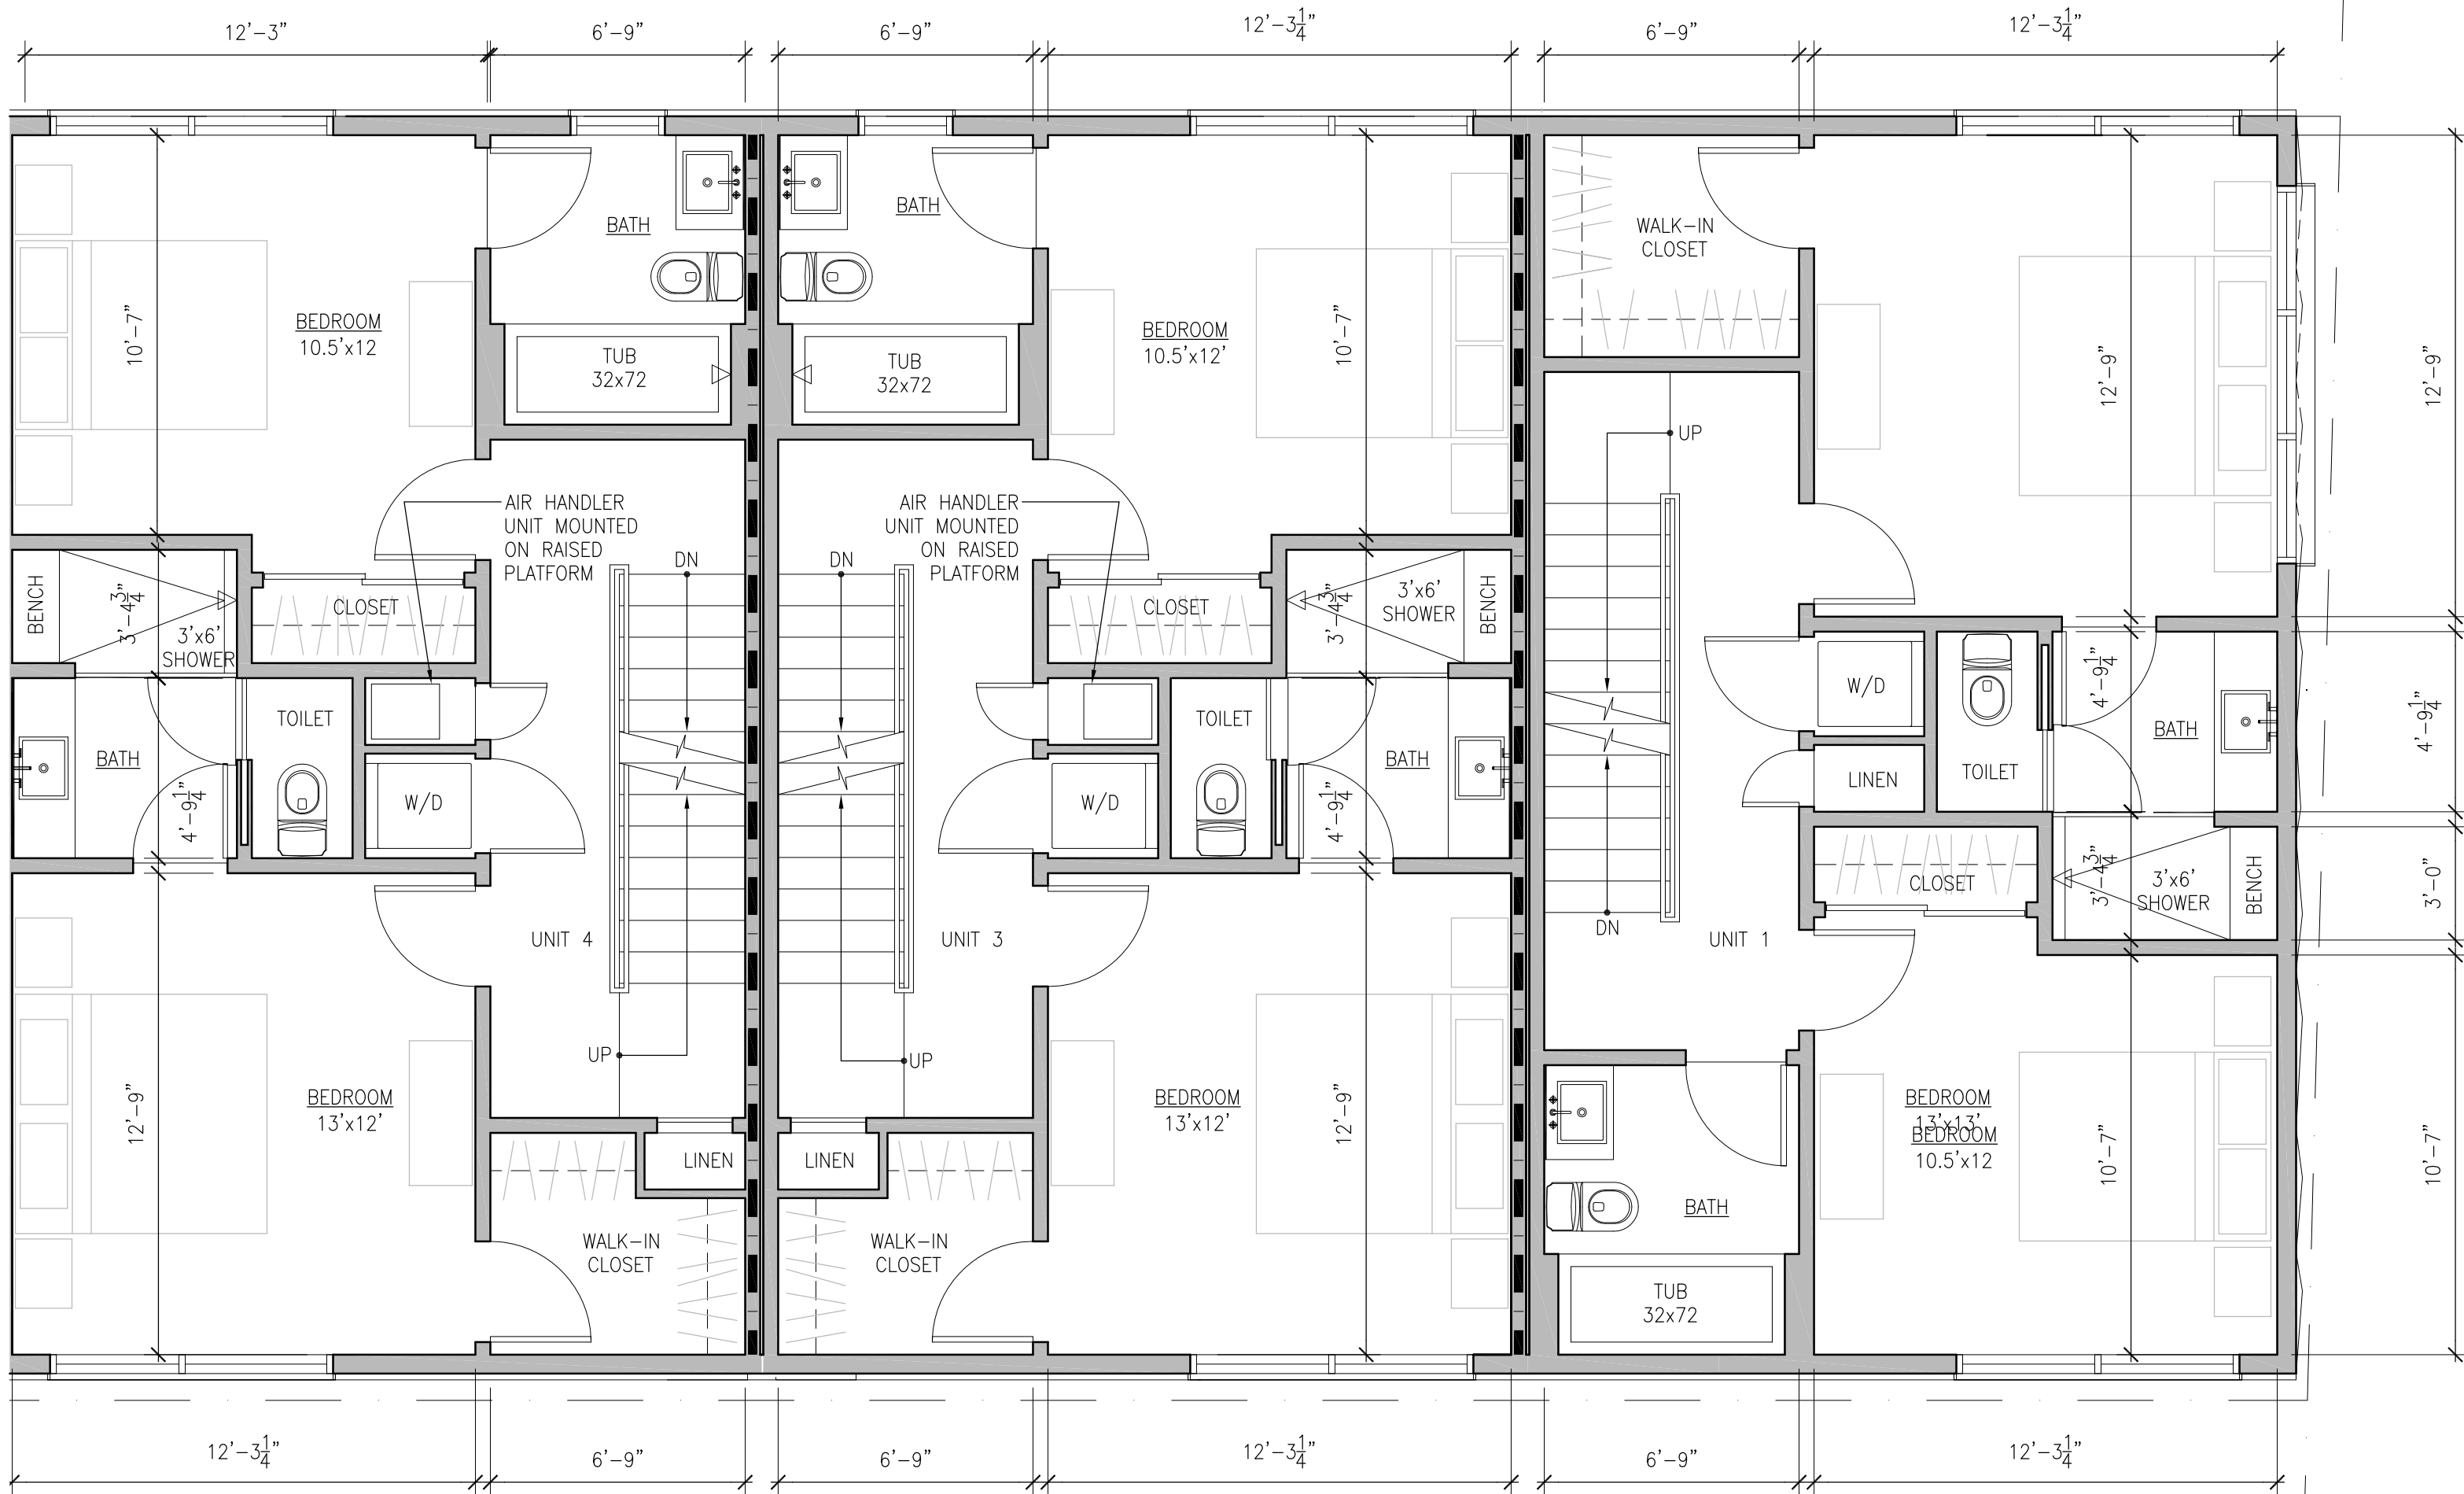 12'-3"
6'-9"
6'-9"
12'-3 1/4"
6'-9"
12'-3 1/4"
BATH
BATH
WALK-IN
CLOSET
BEDROOM
10.5'x12
10'-7"
TUB
32x72
TUB
32x72
BEDROOM
10.5'x12'
10'-7"
12'-9"
12'-9"
UP
AIR HANDLER
UNIT MOUNTED
ON RAISED
PLATFORM
AIR HANDLER
UNIT MOUNTED
ON RAISED
PLATFORM
DN
DN
BENCH
3'-4 3/4"
3'x6'
SHOWER
CLOSET
CLOSET
3'-4 3/4"
3'x6'
SHOWER
BENCH
W/D
4'-9 1/4"
4'-9 1/4"
TOILET
TOILET
BATH
BATH
BATH
4'-9 1/4"
W/D
W/D
4'-9 1/4"
LINEN
TOILET
CLOSET
3'-4 3/4"
3'x6'
SHOWER
BENCH
3'-0"
UNIT 4
UNIT 3
DN
UNIT 1
UP
UP
BEDROOM
13'x12'
12'-9"
BEDROOM
13'x12'
12'-9"
BEDROOM
13'x13'
BEDROOM
10.5'x12
10'-7"
10'-7"
LINEN
LINEN
BATH
WALK-IN
CLOSET
WALK-IN
CLOSET
TUB
32x72
12'-3 1/4"
6'-9"
6'-9"
12'-3 1/4"
6'-9"
12'-3 1/4"